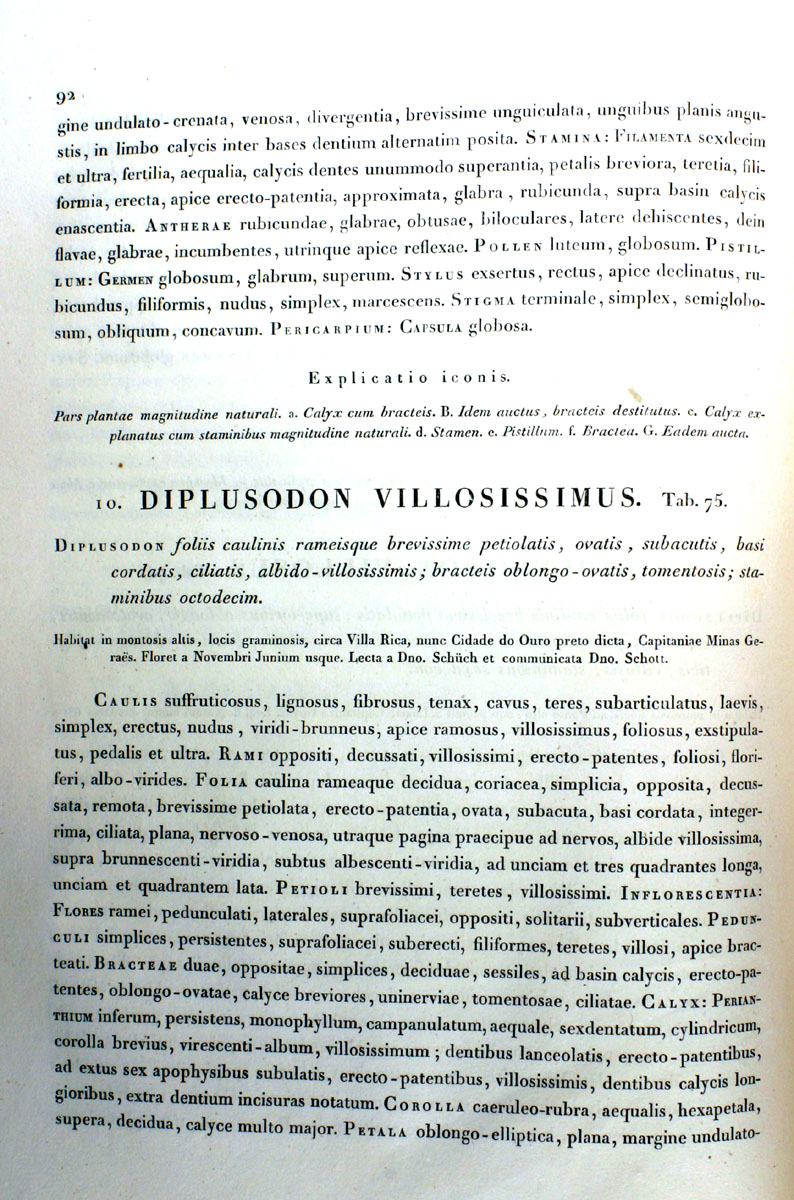 92
gine undulato-crenata, venosa, divergentia, brevissime unguiculata, unguibus planis angu-
stis, in limbo calycis inter bases dentium alternatim posita. STAMINA: FILAMENTA sexdecim
et ultra, fertilia, aequalia, calycis dentes unummodo superantia, petalis breviora, teretia, fili-
formia, erecta, apice erecto-patentia, approximata, glabra, rubicunda, supra basin calycis
enascentia. ANTHERAE rubicundae, glabrae, obtusae, biloculares, latere dehiscentes, dein
flavae, glabrae, incumbentes, utrinque apice reflexae. POLLEN luteum, globosum. PISTIL-
LUM: GERMEN globosum, glabrum, superum. STYLUS exsertus, rectus, apice declinatus, ru-
bicundus, filiformis, nudus, simplex, marcescens. STIGMA terminale, simplex, semiglobo-
sum, obliquum, concavum. PERICARPIUM: CAPSULA globosa.
Explicatio iconis.
Pars plantae magnitudine naturali. a. Calyx cum bracteis. B. Idem auctus, bracteis destitutus. c. Calyx ex-
planatus cum staminibus magnitudine naturali. d. Stamen. e. Pistillum. f. Bractea. G. Eadem aucta.
10. DIPLUSODON VILLOSISSIMUS. Tab. 75.
DIPLUSODON foliis caulinis rameisque brevissime petiolatis, ovatis, subacutis, basi
cordatis, ciliatis, albido-villosissimis; bracteis oblongo-ovatis, tomentosis; sta-
minibus octodecim.
Habitat in montosis altis, locis graminosis, circa Villa Rica, nunc Cidade do Ouro preto dicta, Capitaniae Minas Ge-
raës. Floret a Novembri Junium usque. Lecta a Dno. Schüch et communicata Dno. Schott.
CAULIS suffruticosus, lignosus, fibrosus, tenax, cavus, teres, subarticulatus, laevis,
simplex, erectus, nudus, viridi-brunneus, apice ramosus, villosissimus, foliosus, exstipula-
tus, pedalis et ultra. RAMI oppositi, decussati, villosissimi, erecto-patentes, foliosi, flori-
feri, albo-virides. FOLIA caulina rameaque decidua, coriacea, simplicia, opposita, decus-
sata, remota, brevissime petiolata, erecto-patentia, ovata, subacuta, basi cordata, integer-
rima, ciliata, plana, nervoso-venosa, utraque pagina praecipue ad nervos, albide villosissima,
supra brunnescenti-viridia, subtus albescenti-viridia, ad unciam et tres quadrantes longa,
unciam et quadrantem lata. PETIOLI brevissimi, teretes, villosissimi. INFLORESCENTIA:
FLORES ramei, pedunculati, laterales, suprafoliacei, oppositi, solitarii, subverticales. PEDUN-
CULI simplices, persistentes, suprafoliacei, suberecti, filiformes, teretes, villosi, apice brac-
teati. BRACTEAE duae, oppositae, simplices, deciduae, sessiles, ad basin calycis, erecto-pa-
tentes, oblongo-ovatae, calyce breviores, uninerviae, tomentosae, ciliatae. CALYX: PERIAN-
THIUM inferum, persistens, monophyllum, campanulatum, aequale, sexdentatum, cylindricum,
corolla brevius, virescenti-album, villosissimum; dentibus lanceolatis, erecto-patentibus,
ad extus sex apophysibus subulatis, erecto-patentibus, villosissimis, dentibus calycis lon-
gioribus, extra dentium incisuras notatum. COROLLA caeruleo-rubra, aequalis, hexapetala,
supera, decidua, calyce multo major. PETALA oblongo-elliptica, plana, margine undulato-